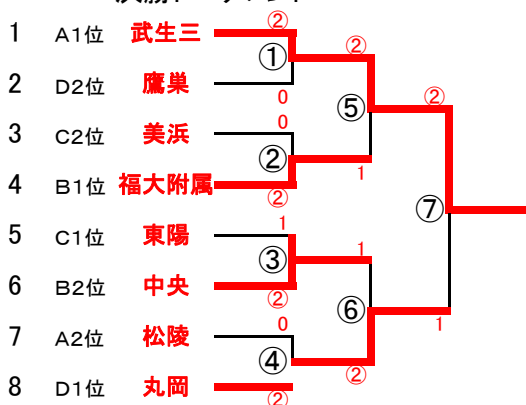 1 A1位 武生三 ②
① ②
2 D2位 鷹巣 0 ②
3 C2位 美浜 0 ⑤
②
4 B1位 福大附属 ② 1
⑦
5 C1位 東陽 1
③ 1
6 B2位 中央 ②
⑥ 1
7 A2位 松陵 0
④ ②
8 D1位 丸岡 ②